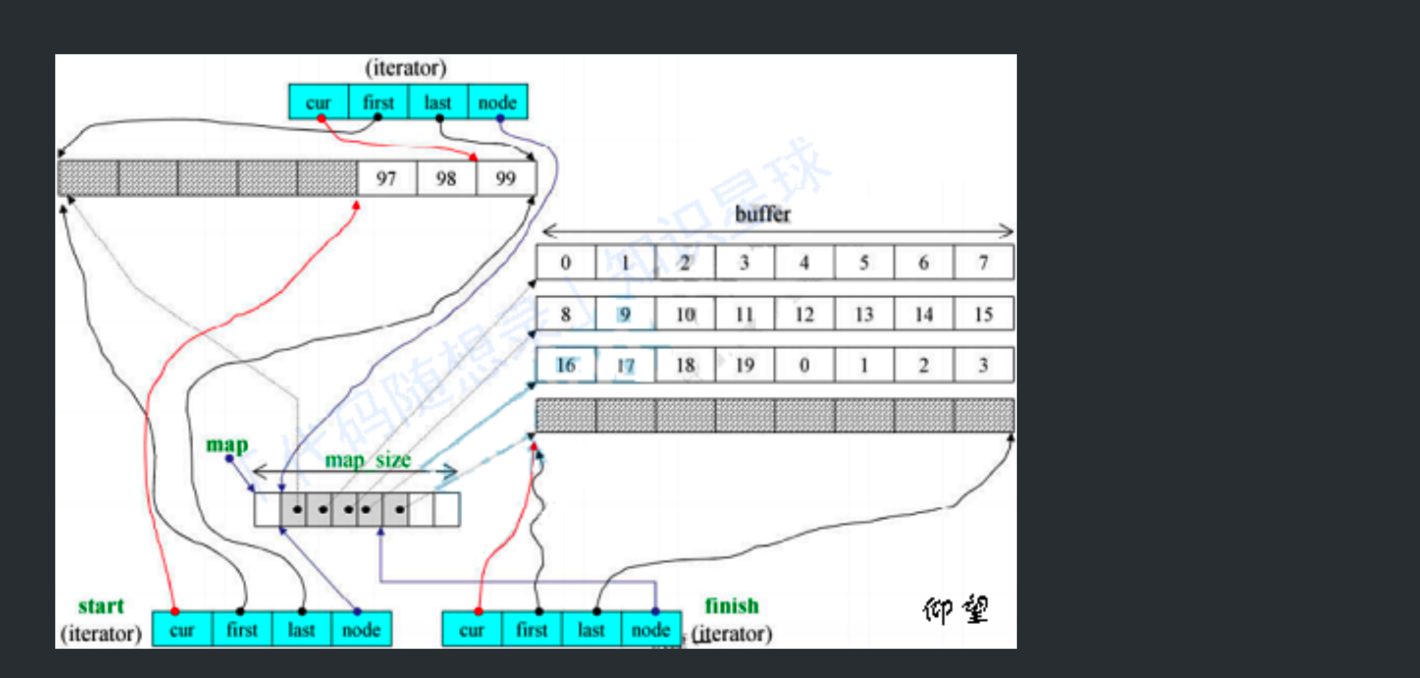 (iterator)
cur first last node
97 98 99
buffer
0 1 2 3 4 5 6 7
8 9 10 11 12 13 14 15
16 17 18 19 0 1 2 3
map
map size
start
(iterator)
cur first last node
cur first last node
finish
(iterator)
仰望
「代码随想录」知识星球